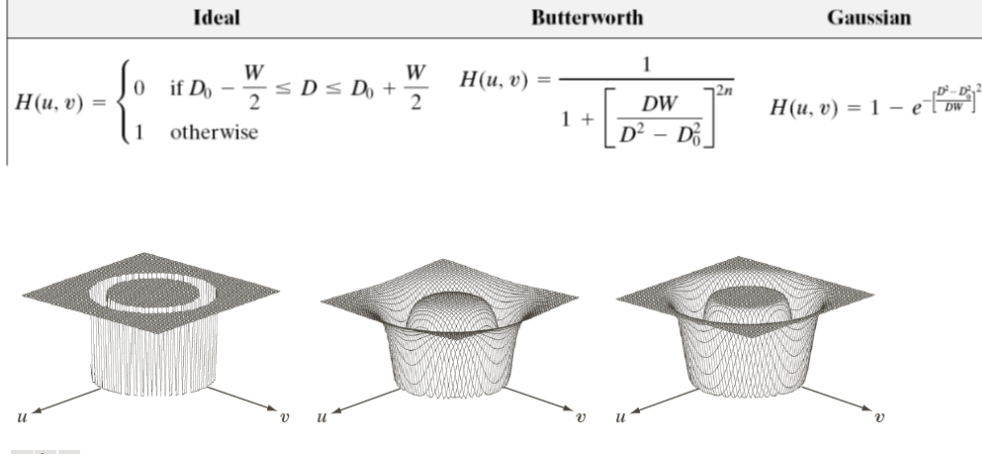 Ideal Butterworth Gaussian
H(u, v) = { 0 if D₀ − W/2 ≤ D ≤ D₀ + W/2
1 otherwise
H(u, v) = 1 / (1 + [DW / (D² − D₀²)]²ⁿ)
H(u, v) = 1 − e^−[(D² − D₀²)/DW]²
u v u v u v